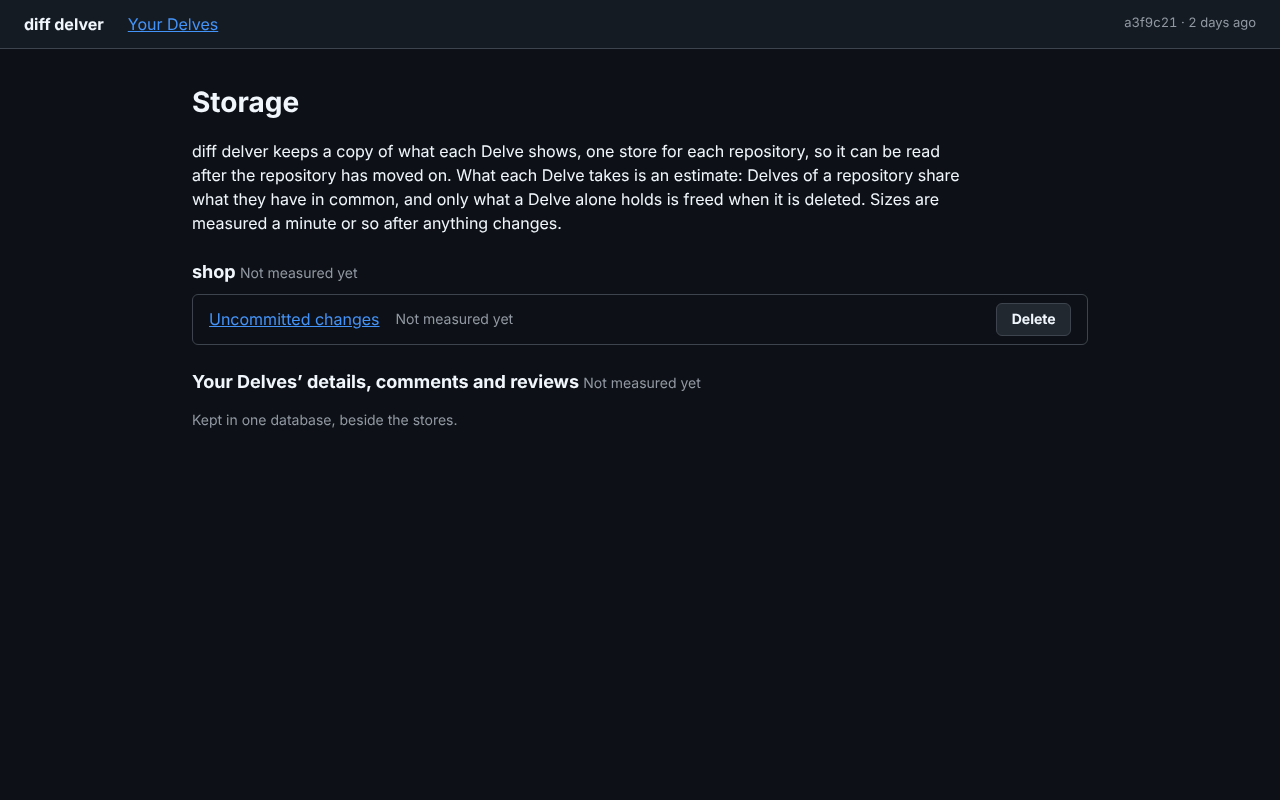 diff delver
Your Delves
a3f9c21 · 2 days ago
Storage
diff delver keeps a copy of what each Delve shows, one store for each repository, so it can be read
after the repository has moved on. What each Delve takes is an estimate: Delves of a repository share
what they have in common, and only what a Delve alone holds is freed when it is deleted. Sizes are
measured a minute or so after anything changes.
shop Not measured yet
Uncommitted changes Not measured yet
Delete
Your Delves’ details, comments and reviews Not measured yet
Kept in one database, beside the stores.